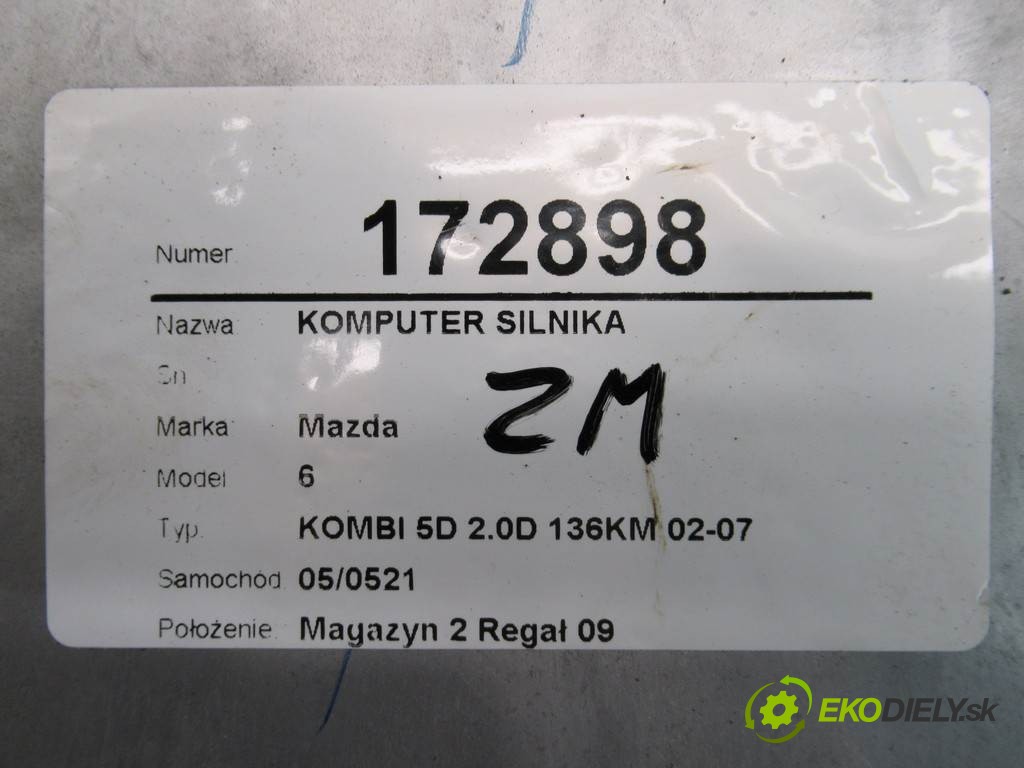 Numer 172898
Nazwa KOMPUTER SILNIKA
Sn
ZM
Marka Mazda
Model 6
Typ. KOMBI 5D 2.0D 136KM 02-07
Samochód 05/0521
Położenie Magazyn 2 Regał 09
EKODIELY.sk